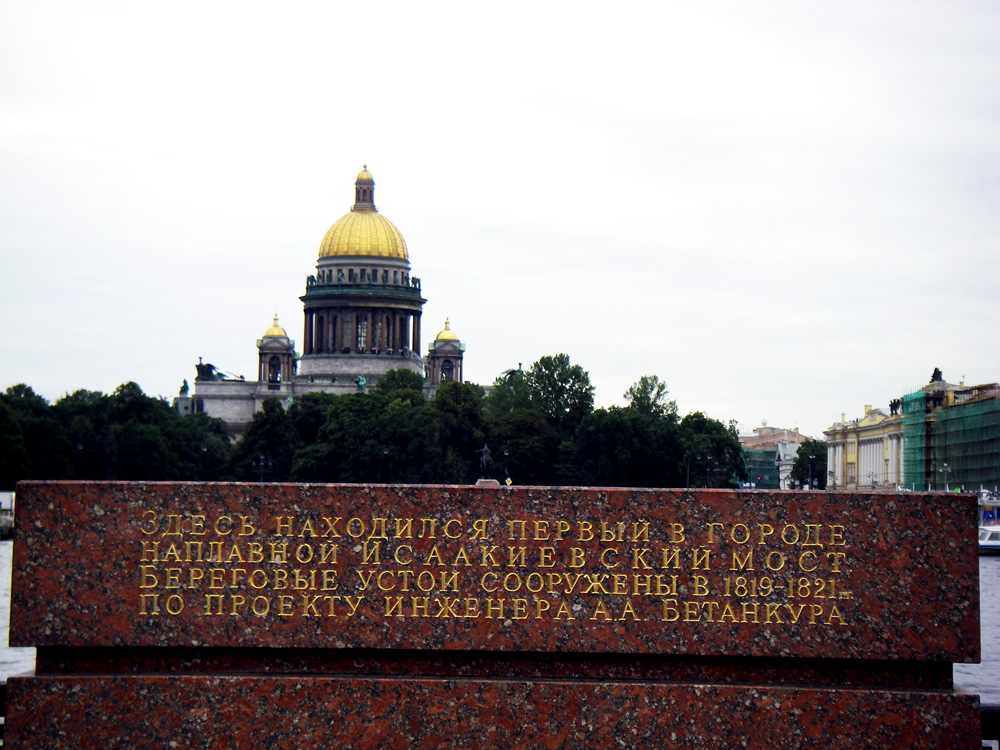 ЗДЕСЬ НАХОДИЛСЯ ПЕРВЫЙ В ГОРОДЕ
НАПЛАВНОЙ ИСААКИЕВСКИЙ МОСТ.
БЕРЕГОВЫЕ УСТОИ СООРУЖЕНЫ В 1819-1821гг.
ПО ПРОЕКТУ ИНЖЕНЕРА А.А. БЕТАНКУРА